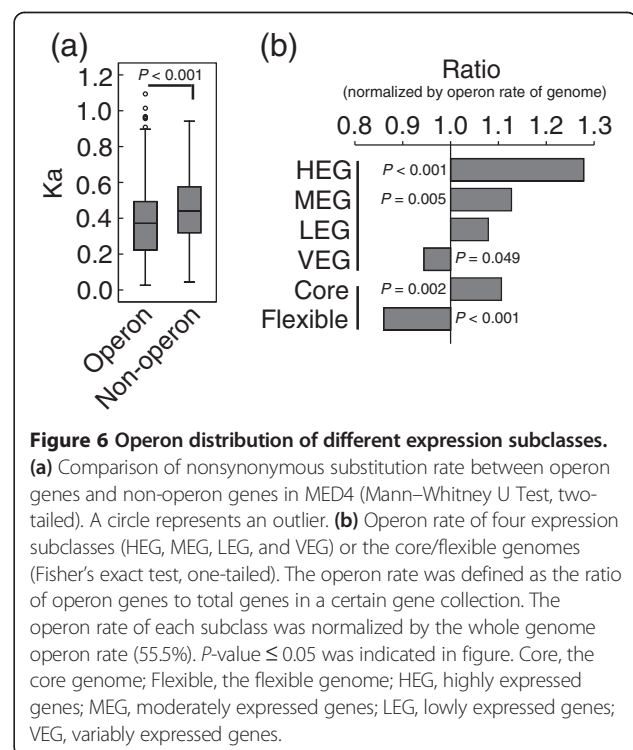 (a)
P < 0.001
1.2
1.0
0.8
0.6
0.4
0.2
0.0
Ka
Operon
Non-operon
(b)
Ratio
(normalized by operon rate of genome)
0.8 0.9 1.0 1.1 1.2 1.3
HEG P < 0.001
MEG P = 0.005
LEG
VEG P = 0.049
Core P = 0.002
Flexible P < 0.001
Figure 6 Operon distribution of different expression subclasses.
(a) Comparison of nonsynonymous substitution rate between operon
genes and non-operon genes in MED4 (Mann–Whitney U Test, two-
tailed). A circle represents an outlier. (b) Operon rate of four expression
subclasses (HEG, MEG, LEG, and VEG) or the core/flexible genomes
(Fisher's exact test, one-tailed). The operon rate was defined as the ratio
of operon genes to total genes in a certain gene collection. The
operon rate of each subclass was normalized by the whole genome
operon rate (55.5%). P-value ≤ 0.05 was indicated in figure. Core, the
core genome; Flexible, the flexible genome; HEG, highly expressed
genes; MEG, moderately expressed genes; LEG, lowly expressed genes;
VEG, variably expressed genes.